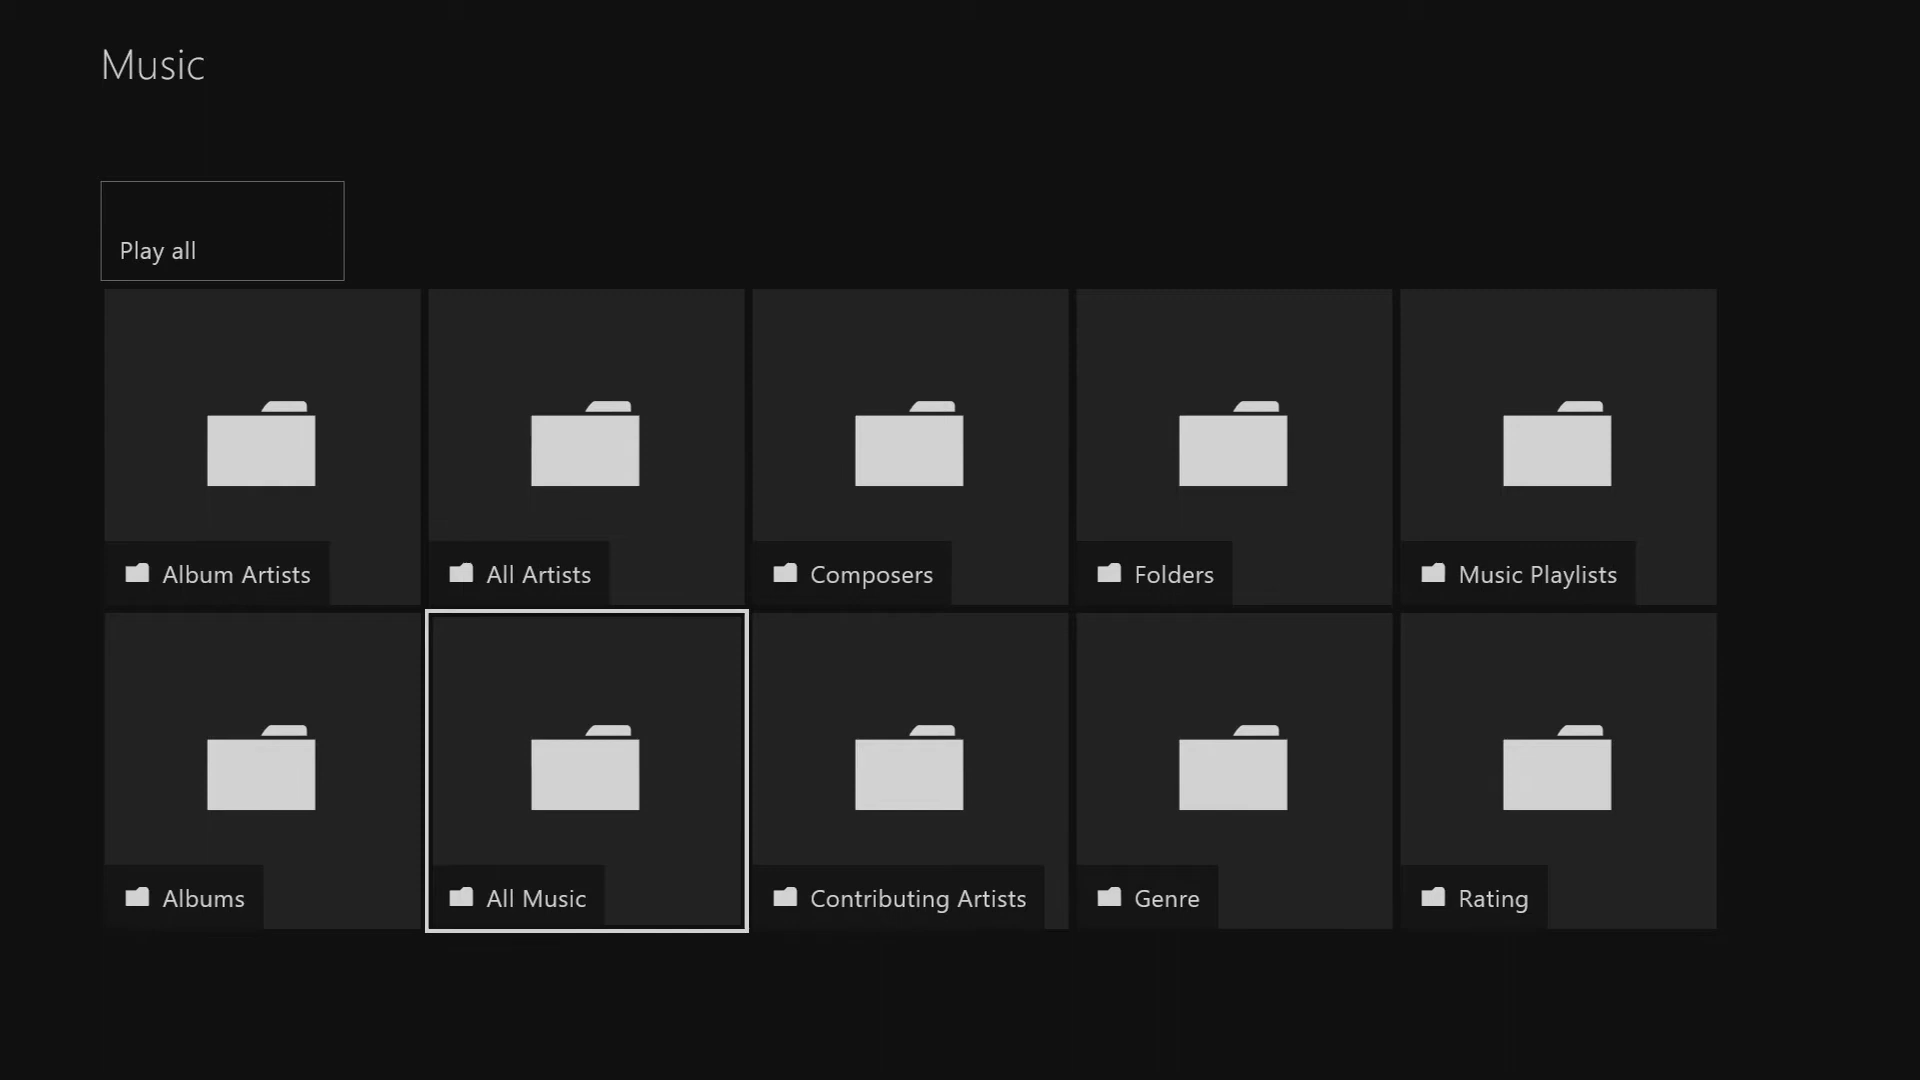 Music
Play all
Album Artists
All Artists
Composers
Folders
Music Playlists
Albums
All Music
Contributing Artists
Genre
Rating